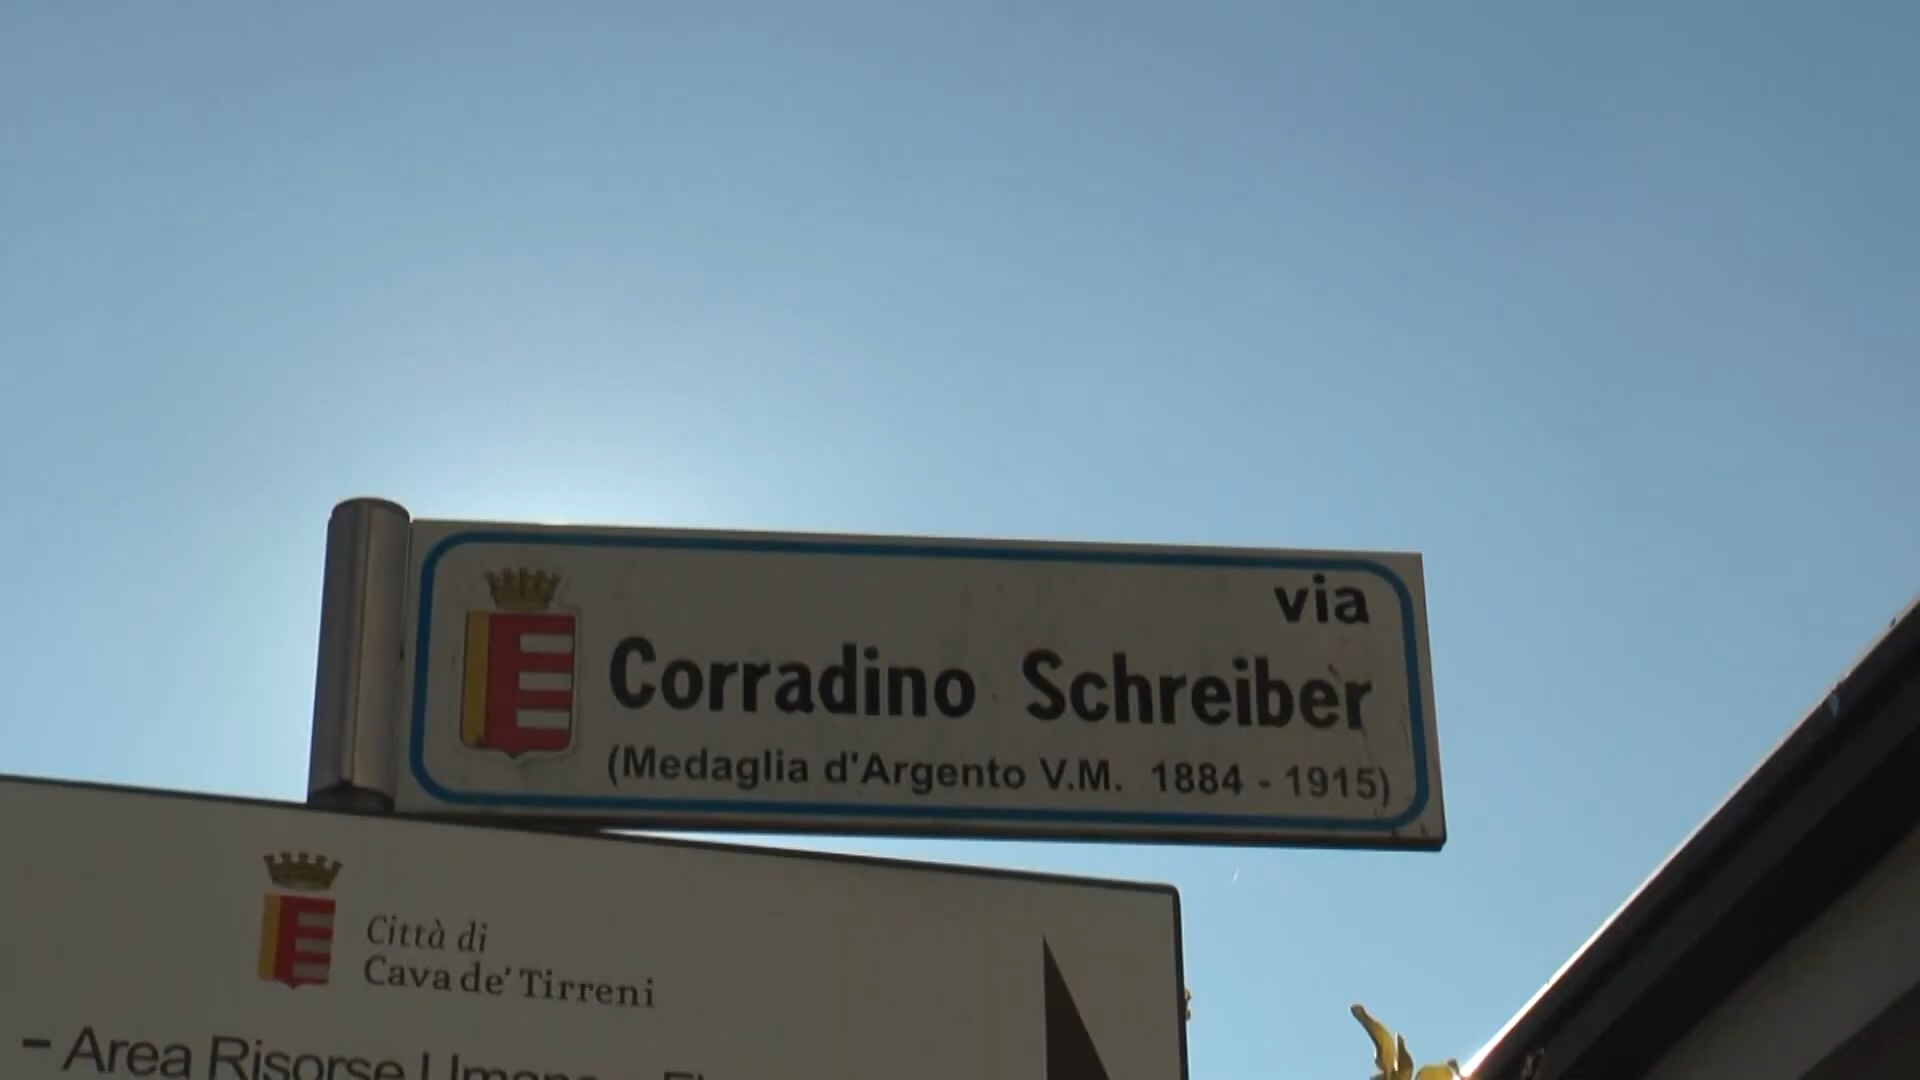 via
Corradino Schreiber
(Medaglia d'Argento V.M. 1884 - 1915)
Città di
Cava de' Tirreni
- Area Risorse Umane